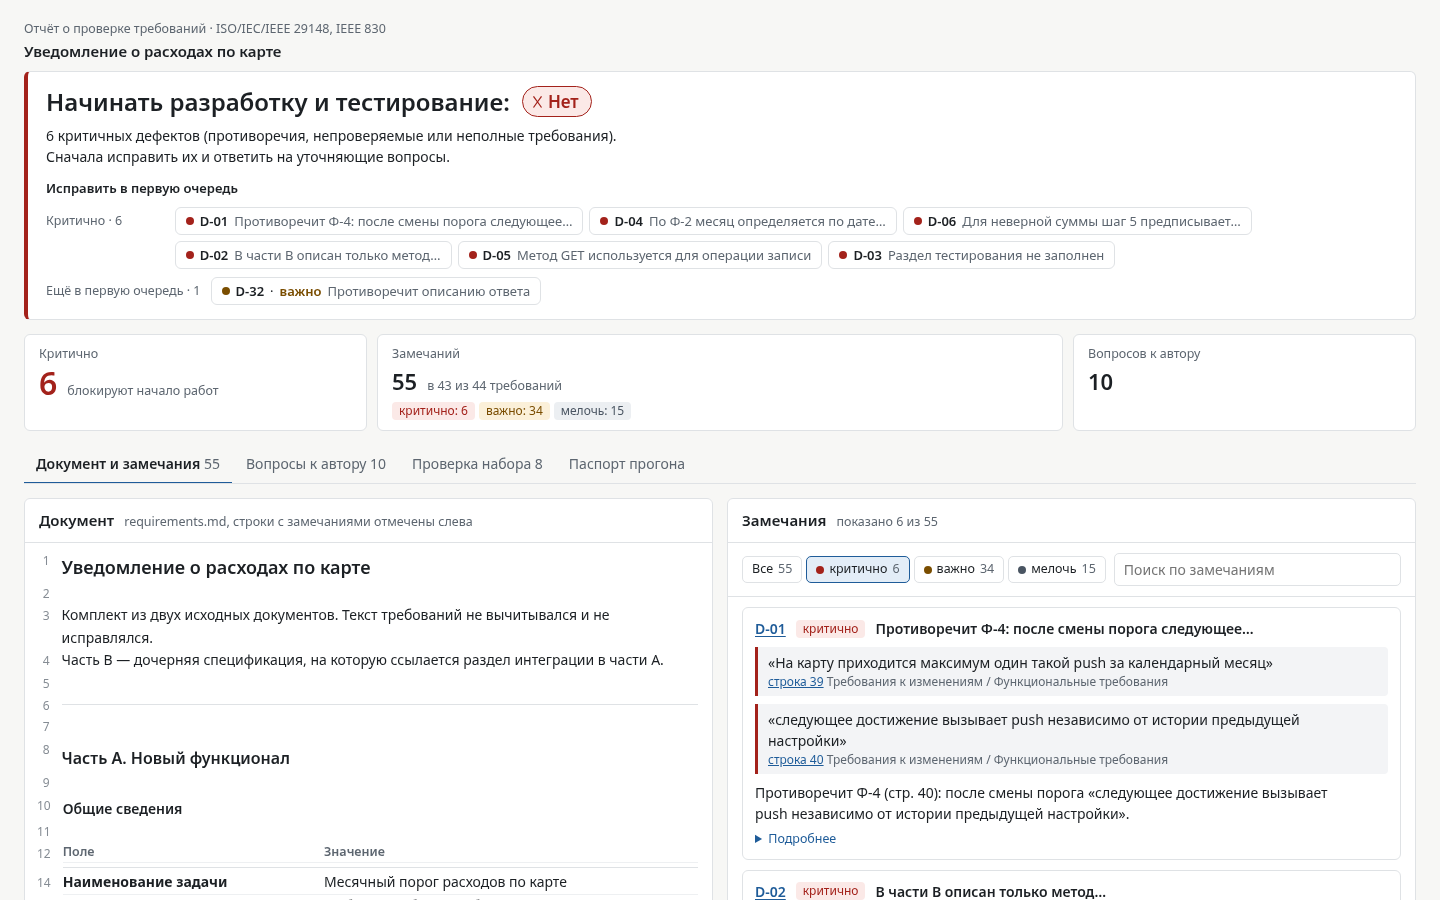 Отчёт о проверке требований · ISO/IEC/IEEE 29148, IEEE 830
Уведомление о расходах по карте
Начинать разработку и тестирование: X Нет
6 критичных дефектов (противоречия, непроверяемые или неполные требования).
Сначала исправить их и ответить на уточняющие вопросы.
Исправить в первую очередь
Критично · 6
D-01 Противоречит Ф-4: после смены порога следующее…
D-04 По Ф-2 месяц определяется по дате…
D-06 Для неверной суммы шаг 5 предписывает…
D-02 В части B описан только метод…
D-05 Метод GET используется для операции записи
D-03 Раздел тестирования не заполнен
Ещё в первую очередь · 1
D-32 · важно Противоречит описанию ответа
Критично
6 блокируют начало работ
Замечаний
55 в 43 из 44 требований
критично: 6 важно: 34 мелочь: 15
Вопросов к автору
10
Документ и замечания 55 Вопросы к автору 10 Проверка набора 8 Паспорт прогона
Документ requirements.md, строки с замечаниями отмечены слева
1 Уведомление о расходах по карте
2
3 Комплект из двух исходных документов. Текст требований не вычитывался и не
исправлялся.
4 Часть B — дочерняя спецификация, на которую ссылается раздел интеграции в части A.
5
6
7
8 Часть A. Новый функционал
9
10 Общие сведения
11
12 Поле Значение
14 Наименование задачи Месячный порог расходов по карте
Замечания показано 6 из 55
Все 55 критично 6 важно 34 мелочь 15 Поиск по замечаниям
D-01 критично Противоречит Ф-4: после смены порога следующее…
«На карту приходится максимум один такой push за календарный месяц»
строка 39 Требования к изменениям / Функциональные требования
«следующее достижение вызывает push независимо от истории предыдущей
настройки»
строка 40 Требования к изменениям / Функциональные требования
Противоречит Ф-4 (стр. 40): после смены порога «следующее достижение вызывает
push независимо от истории предыдущей настройки».
▶ Подробнее
D-02 критично В части B описан только метод…